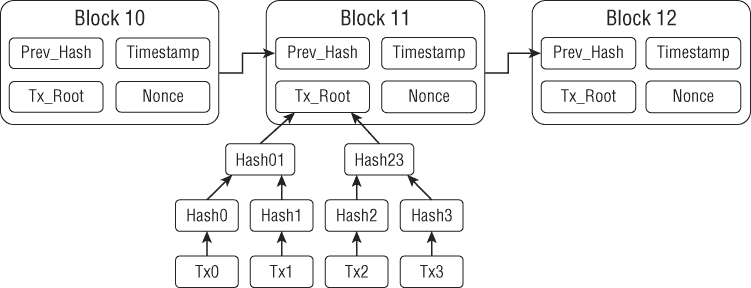 Block 10
Prev_Hash Timestamp
Tx_Root Nonce
Block 11
Prev_Hash Timestamp
Tx_Root Nonce
Block 12
Prev_Hash Timestamp
Tx_Root Nonce
Hash01 Hash23
Hash0 Hash1 Hash2 Hash3
Tx0 Tx1 Tx2 Tx3